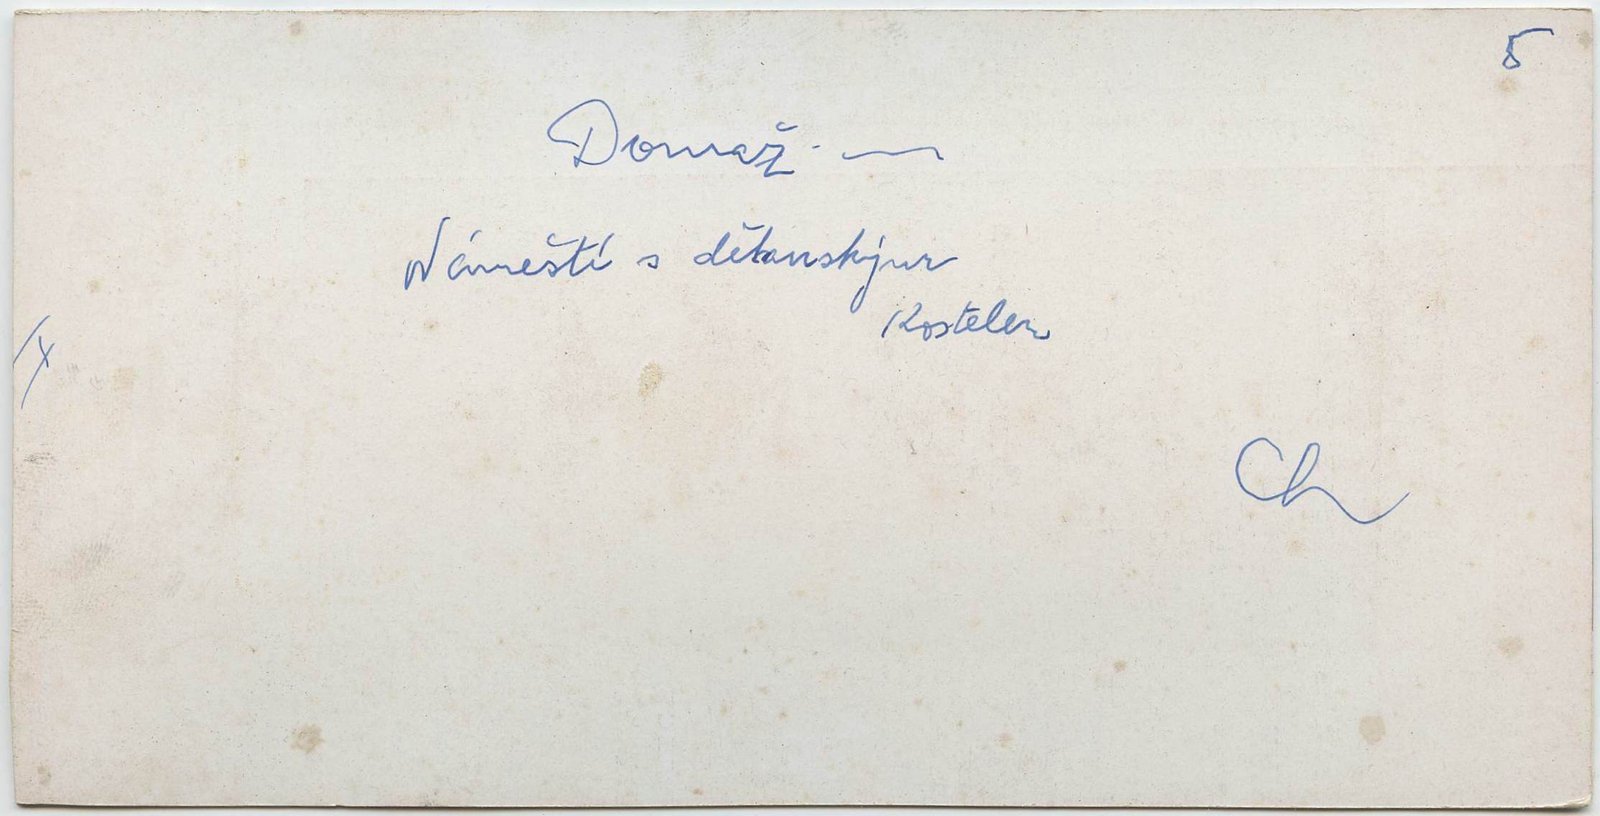 5
Domaž. —
Náměstí s děkanským
kostelem
Ch